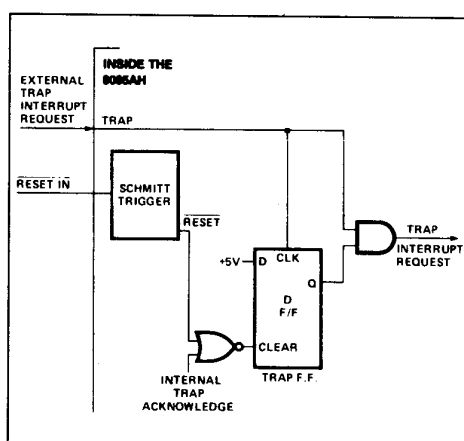 INSIDE THE
8085AH
EXTERNAL
TRAP
INTERRUPT
REQUEST
TRAP
RESET IN
SCHMITT
TRIGGER
RESET
TRAP
INTERRUPT
REQUEST
+5V
D
CLK
Q
D
F/F
CLEAR
TRAP F.F.
INTERNAL
TRAP
ACKNOWLEDGE